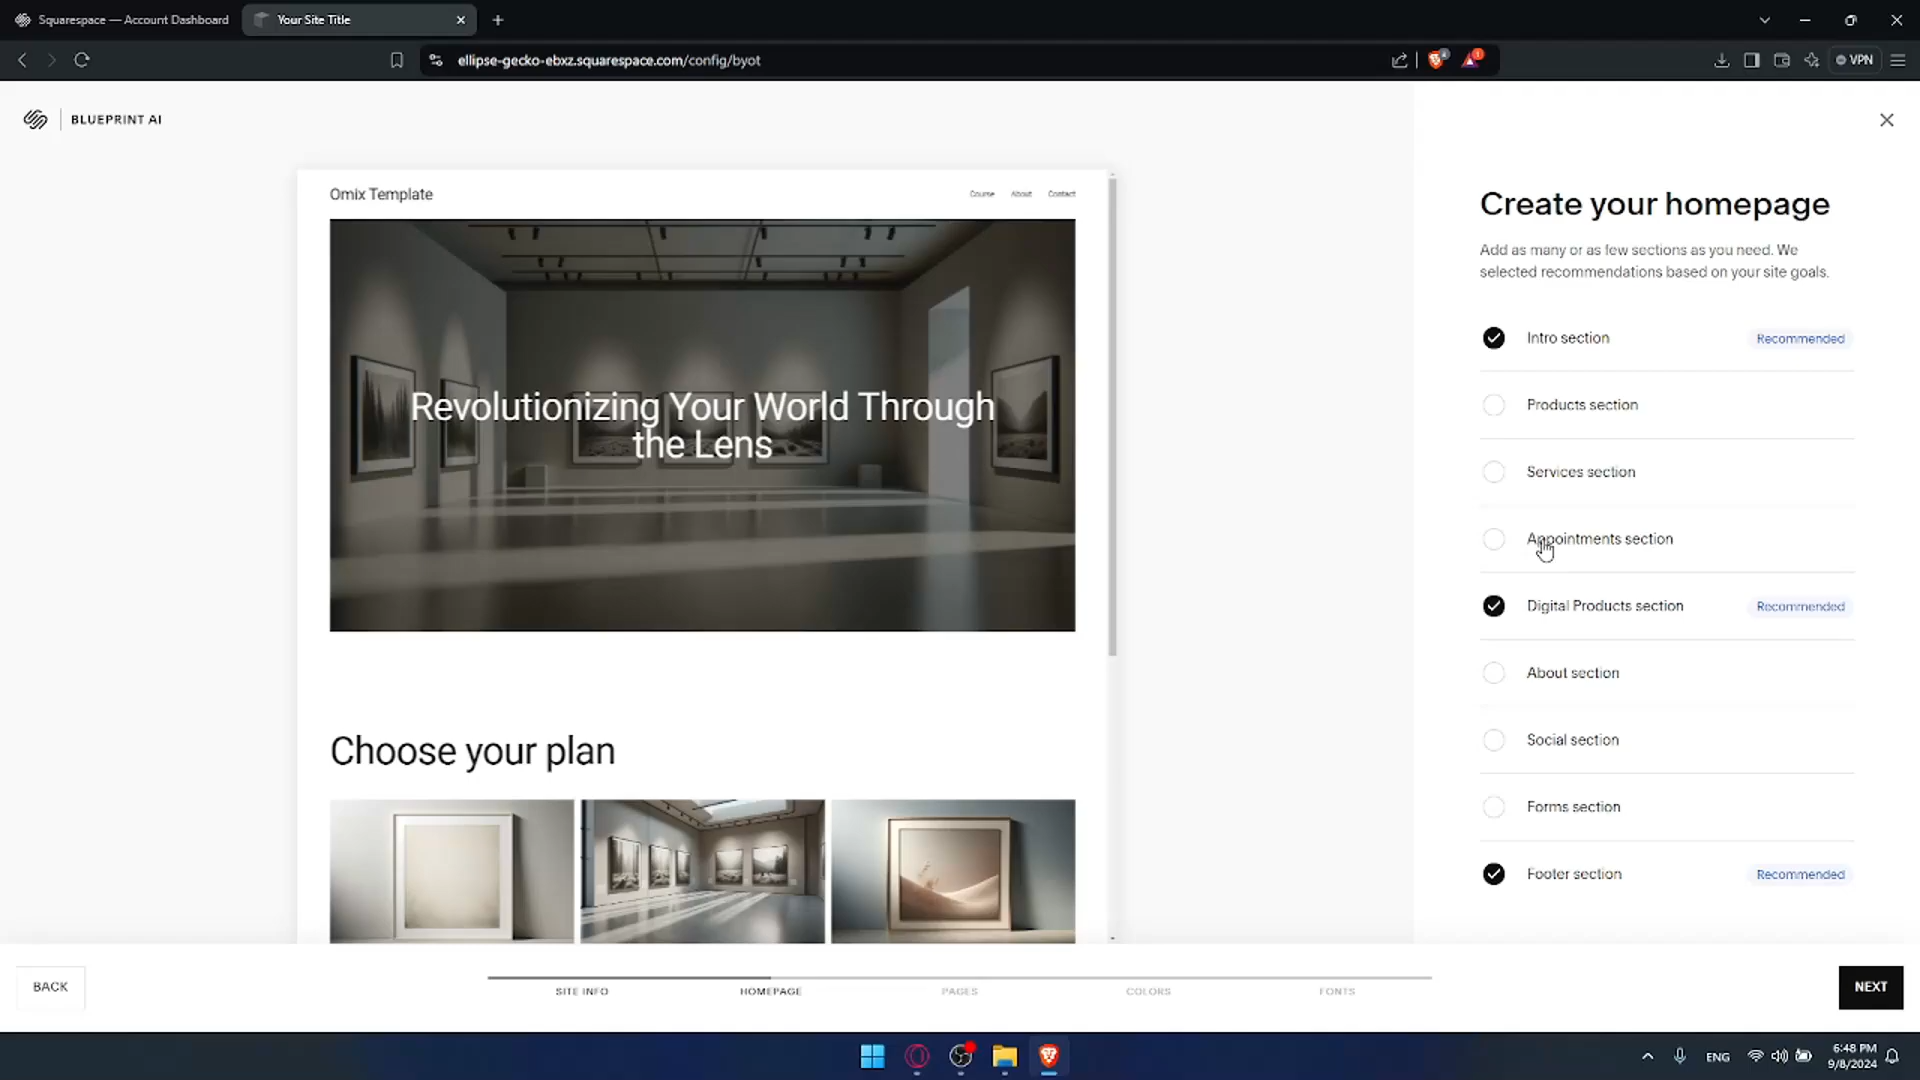 Squarespace — Account Dashboard
Your Site Title
ellipse-gecko-ebxz.squarespace.com/config/byot
4
1
VPN
BLUEPRINT AI
Omix Template
Course
About
Contact
Revolutionizing Your World Through
the Lens
Choose your plan
Create your homepage
Add as many or as few sections as you need. We
selected recommendations based on your site goals.
Intro section
Recommended
Products section
Services section
Appointments section
Digital Products section
Recommended
About section
Social section
Forms section
Footer section
Recommended
BACK
SITE INFO
HOMEPAGE
PAGES
COLORS
FONTS
NEXT
ENG
6:48 PM
9/8/2024